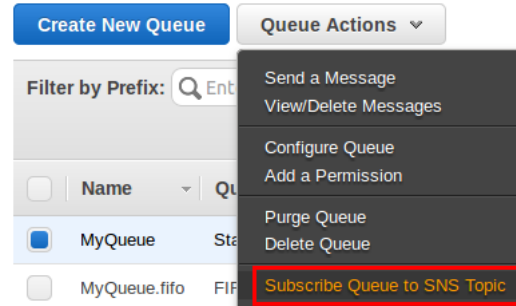 Create New Queue
Queue Actions
Filter by Prefix:
Send a Message
View/Delete Messages
Configure Queue
Add a Permission
Name
Purge Queue
MyQueue
Delete Queue
MyQueue.fifo
Subscribe Queue to SNS Topic